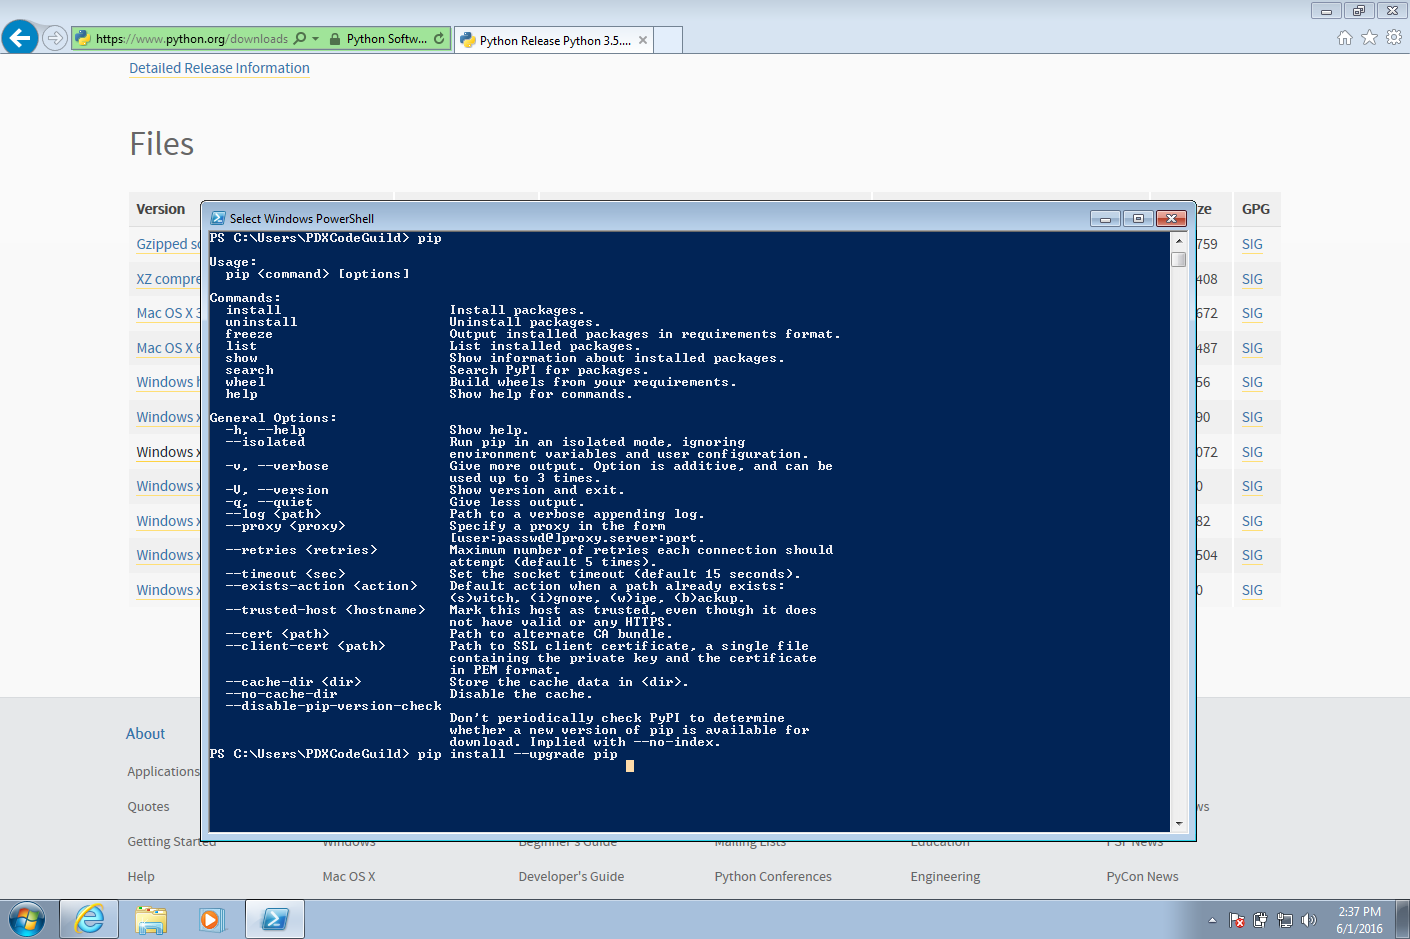 https://www.python.org/downloads
Python Softw...
Python Release Python 3.5....
Detailed Release Information
Files
Version
ze
GPG
Gzipped so
759
SIG
XZ compre
408
SIG
Mac OS X 3
672
SIG
Mac OS X 6
487
SIG
Windows h
56
SIG
Windows x
90
SIG
Windows x
072
SIG
Windows x
0
SIG
Windows x
82
SIG
Windows x
504
SIG
Windows x
0
SIG
Select Windows PowerShell
PS C:\Users\PDXCodeGuild> pip
Usage:
pip <command> [options]
Commands:
install Install packages.
uninstall Uninstall packages.
freeze Output installed packages in requirements format.
list List installed packages.
show Show information about installed packages.
search Search PyPI for packages.
wheel Build wheels from your requirements.
help Show help for commands.
General Options:
-h, --help Show help.
--isolated Run pip in an isolated mode, ignoring
environment variables and user configuration.
-v, --verbose Give more output. Option is additive, and can be
used up to 3 times.
-V, --version Show version and exit.
-q, --quiet Give less output.
--log <path> Path to a verbose appending log.
--proxy <proxy> Specify a proxy in the form
[user:passwd@]proxy.server:port.
--retries <retries> Maximum number of retries each connection should
attempt (default 5 times).
--timeout <sec> Set the socket timeout (default 15 seconds).
--exists-action <action> Default action when a path already exists:
(s)witch, (i)gnore, (w)ipe, (b)ackup.
--trusted-host <hostname> Mark this host as trusted, even though it does
not have valid or any HTTPS.
--cert <path> Path to alternate CA bundle.
--client-cert <path> Path to SSL client certificate, a single file
containing the private key and the certificate
in PEM format.
--cache-dir <dir> Store the cache data in <dir>.
--no-cache-dir Disable the cache.
--disable-pip-version-check
Don't periodically check PyPI to determine
whether a new version of pip is available for
download. Implied with --no-index.
PS C:\Users\PDXCodeGuild> pip install --upgrade pip
About
Applications
Quotes
ws
Getting Started
Windows
Beginner's Guide
Mailing Lists
Education
PSF News
Help
Mac OS X
Developer's Guide
Python Conferences
Engineering
PyCon News
2:37 PM
6/1/2016